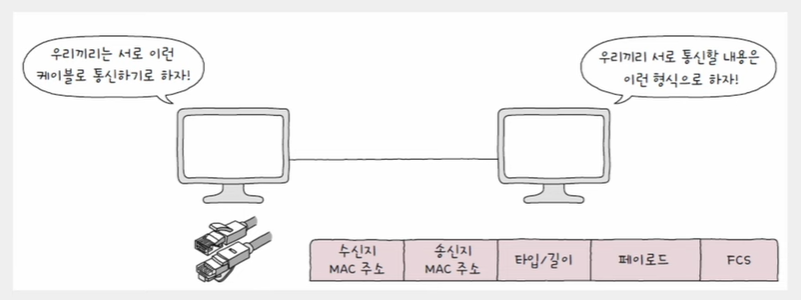 우리끼리는 서로 이런
케이블로 통신하기로 하자!
우리끼리 서로 통신할 내용은
이런 형식으로 하자!
수신지
MAC 주소
송신지
MAC 주소
타입/길이
페이로드
FCS